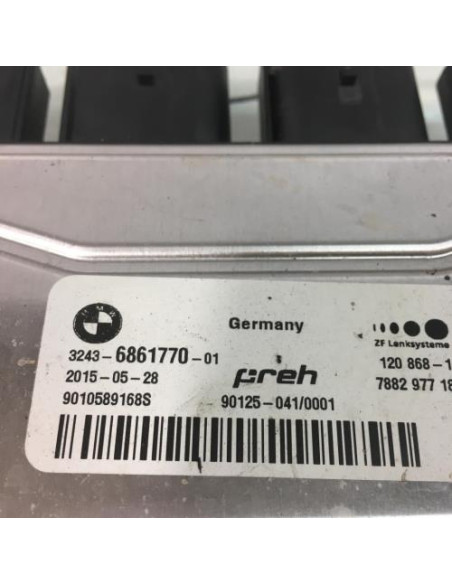 BMW
Germany
ZF Lenksysteme
3243-6861770-01
120 868-1
2015-05-28
preh
7882 977 18
9010589168S
90125-041/0001